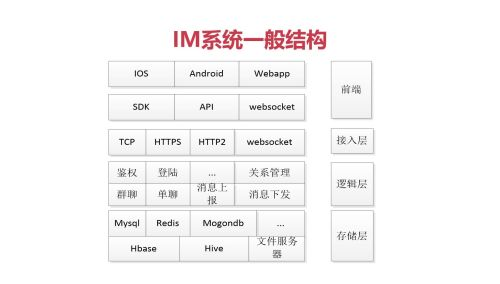 IM系统一般结构
IOS Android Webapp
前端
SDK API websocket
TCP HTTPS HTTP2 websocket
接入层
鉴权 登陆 ... 关系管理
逻辑层
群聊 单聊 消息上报 消息下发
Mysql Redis Mogondb ...
存储层
Hbase Hive 文件服务器